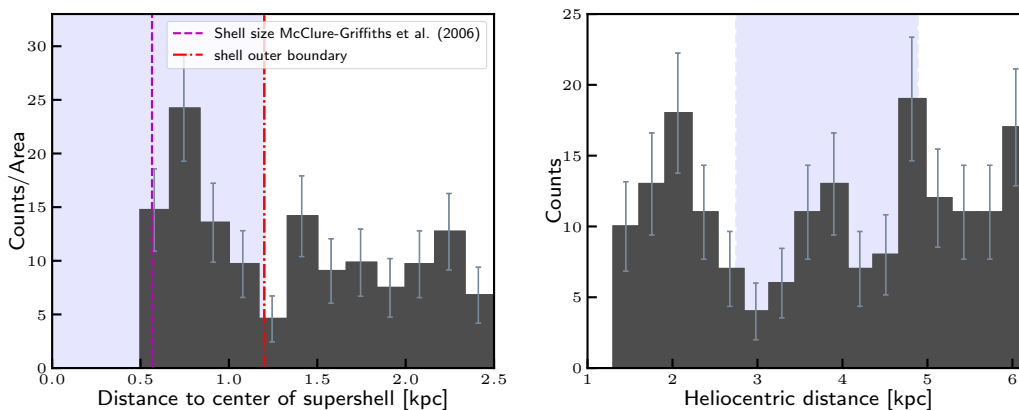 Counts/Area
30
25
20
15
10
5
0
Shell size McClure-Griffiths et al. (2006)
shell outer boundary
0.0 0.5 1.0 1.5 2.0 2.5
Distance to center of supershell [kpc]
Counts
25
20
15
10
5
0
1 2 3 4 5 6
Heliocentric distance [kpc]